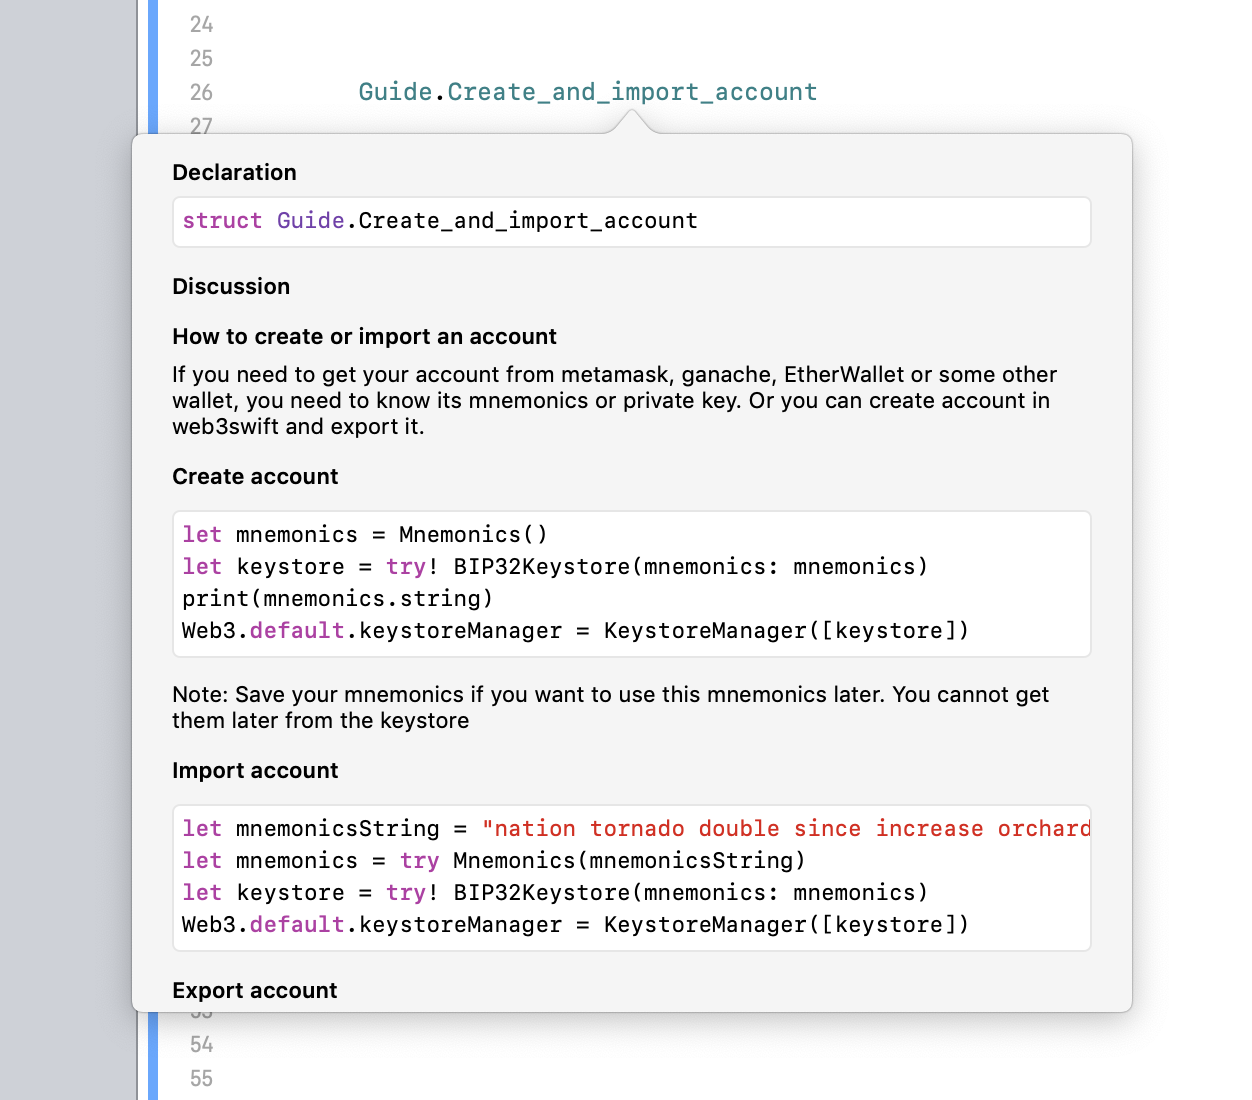 24
25
26 Guide.Create_and_import_account
27
Declaration
struct Guide.Create_and_import_account
Discussion
How to create or import an account
If you need to get your account from metamask, ganache, EtherWallet or some other
wallet, you need to know its mnemonics or private key. Or you can create account in
web3swift and export it.
Create account
let mnemonics = Mnemonics()
let keystore = try! BIP32Keystore(mnemonics: mnemonics)
print(mnemonics.string)
Web3.default.keystoreManager = KeystoreManager([keystore])
Note: Save your mnemonics if you want to use this mnemonics later. You cannot get
them later from the keystore
Import account
let mnemonicsString = "nation tornado double since increase orchard
let mnemonics = try Mnemonics(mnemonicsString)
let keystore = try! BIP32Keystore(mnemonics: mnemonics)
Web3.default.keystoreManager = KeystoreManager([keystore])
Export account
54
55